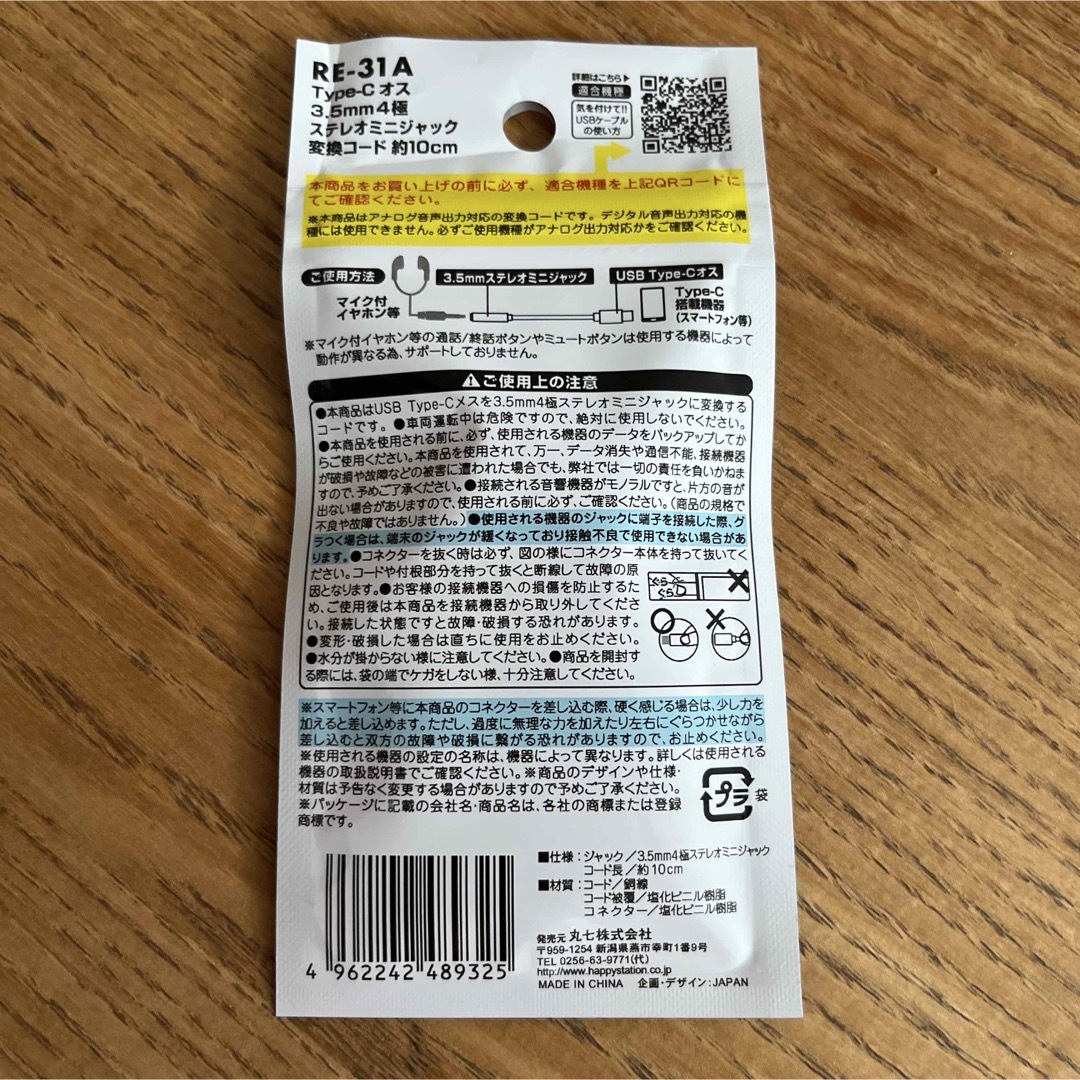 RE-31A
Type-C オス
3.5mm4極
ステレオミニジャック
変換コード 約10cm
詳細はこちら▶
適合機種
気を付けて!!
USBケーブル
の使い方
本商品をお買い上げの前に必ず、適合機種を上記QRコードに
てご確認ください。
※本商品はアナログ音声出力対応の変換コードです。デジタル音声出力対応の機
種には使用できません。必ずご使用機種がアナログ出力対応かをご確認ください。
ご使用方法
3.5mmステレオミニジャック
USB Type-Cオス
マイク付
イヤホン等
Type-C
搭載機器
(スマートフォン等)
※マイク付イヤホン等の通話/終話ボタンやミュートボタンは使用する機器によって
動作が異なる為、サポートしておりません。
⚠ご使用上の注意
●本商品はUSB Type-Cメスを3.5mm4極ステレオミニジャックに変換する
コードです。●車両運転中は危険ですので、絶対に使用しないでください。
●本商品を使用される前に、必ず、使用される機器のデータをバックアップしてか
らご使用ください。本商品を使用されて、万一、データ消失や通信不能、接続機器
が破損や故障などの被害に遭われた場合でも、弊社では一切の責任を負いかねま
すので、予めご了承ください。●接続される音響機器がモノラルですと、片方の音が
出ない場合がありますので、使用される前に必ず、ご確認ください。(商品の規格で
不良や故障ではありません。)●使用される機器のジャックに端子を接続した際、グ
ラつく場合は、端末のジャックが緩くなっており接触不良で使用できない場合があ
ります。●コネクターを抜く時は必ず、図の様にコネクター本体を持って抜いてく
ださい。コードや付根部分を持って抜くと断線して故障の原
因となります。●お客様の接続機器への損傷を防止するた
め、ご使用後は本商品を接続機器から取り外してくださ
い。接続した状態ですと故障・破損する恐れがあります。
●変形・破損した場合は直ちに使用をお止めください。
●水分が掛からない様に注意してください。●商品を開封す
る際には、袋の端でケガをしない様、十分注意してください。
ぐらぐら
※スマートフォン等に本商品のコネクターを差し込む際、硬く感じる場合は、少し力を
加えると差し込めます。ただし、過度に無理な力を加えたり左右にぐらつかせながら
差し込むと双方の故障や破損に繋がる恐れがありますので、お止めください。
※使用される機器の設定の名称は、機器によって異なります。詳しくは使用される
機器の取扱説明書でご確認ください。※商品のデザインや仕様・
材質は予告なく変更する場合がありますので予めご了承ください。
※パッケージに記載の会社名・商品名は、各社の商標または登録
商標です。
プラ 袋
■仕様:ジャック/3.5mm4極ステレオミニジャック
コード長/約10cm
■材質:コード/銅線
コード被覆/塩化ビニル樹脂
コネクター/塩化ビニル樹脂
発売元 丸七株式会社
〒959-1254 新潟県燕市幸町1番9号
TEL 0256-63-9771(代)
http://www.happystation.co.jp
MADE IN CHINA 企画・デザイン:JAPAN
4 962242 489325